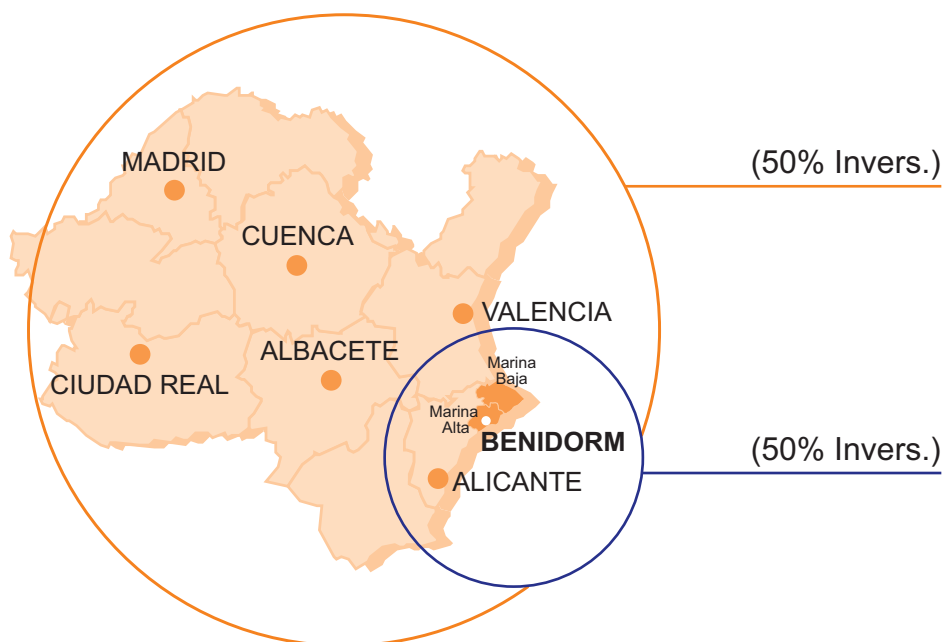 (50% Invers.)
MADRID
CUENCA
VALENCIA
ALBACETE
CIUDAD REAL
Marina
Baja
Marina
Alta
BENIDORM
(50% Invers.)
ALICANTE